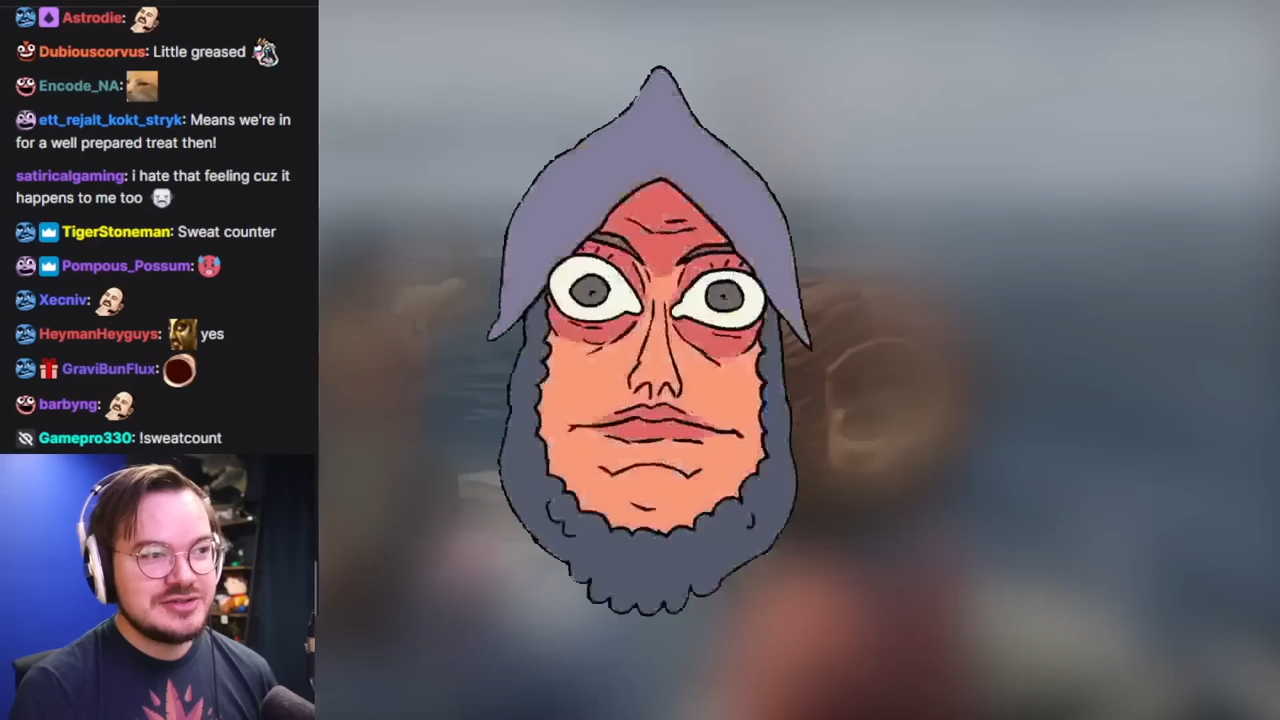 Astrodie:
Dubiouscorvus: Little greased
Encode_NA:
ett_rejalt_kokt_stryk: Means we're in
for a well prepared treat then!
satiricalgaming: i hate that feeling cuz it
happens to me too
TigerStoneman: Sweat counter
Pompous_Possum:
Xecniv:
HeymanHeyguys: yes
GraviBunFlux:
barbyng:
Gamepro330: !sweatcount